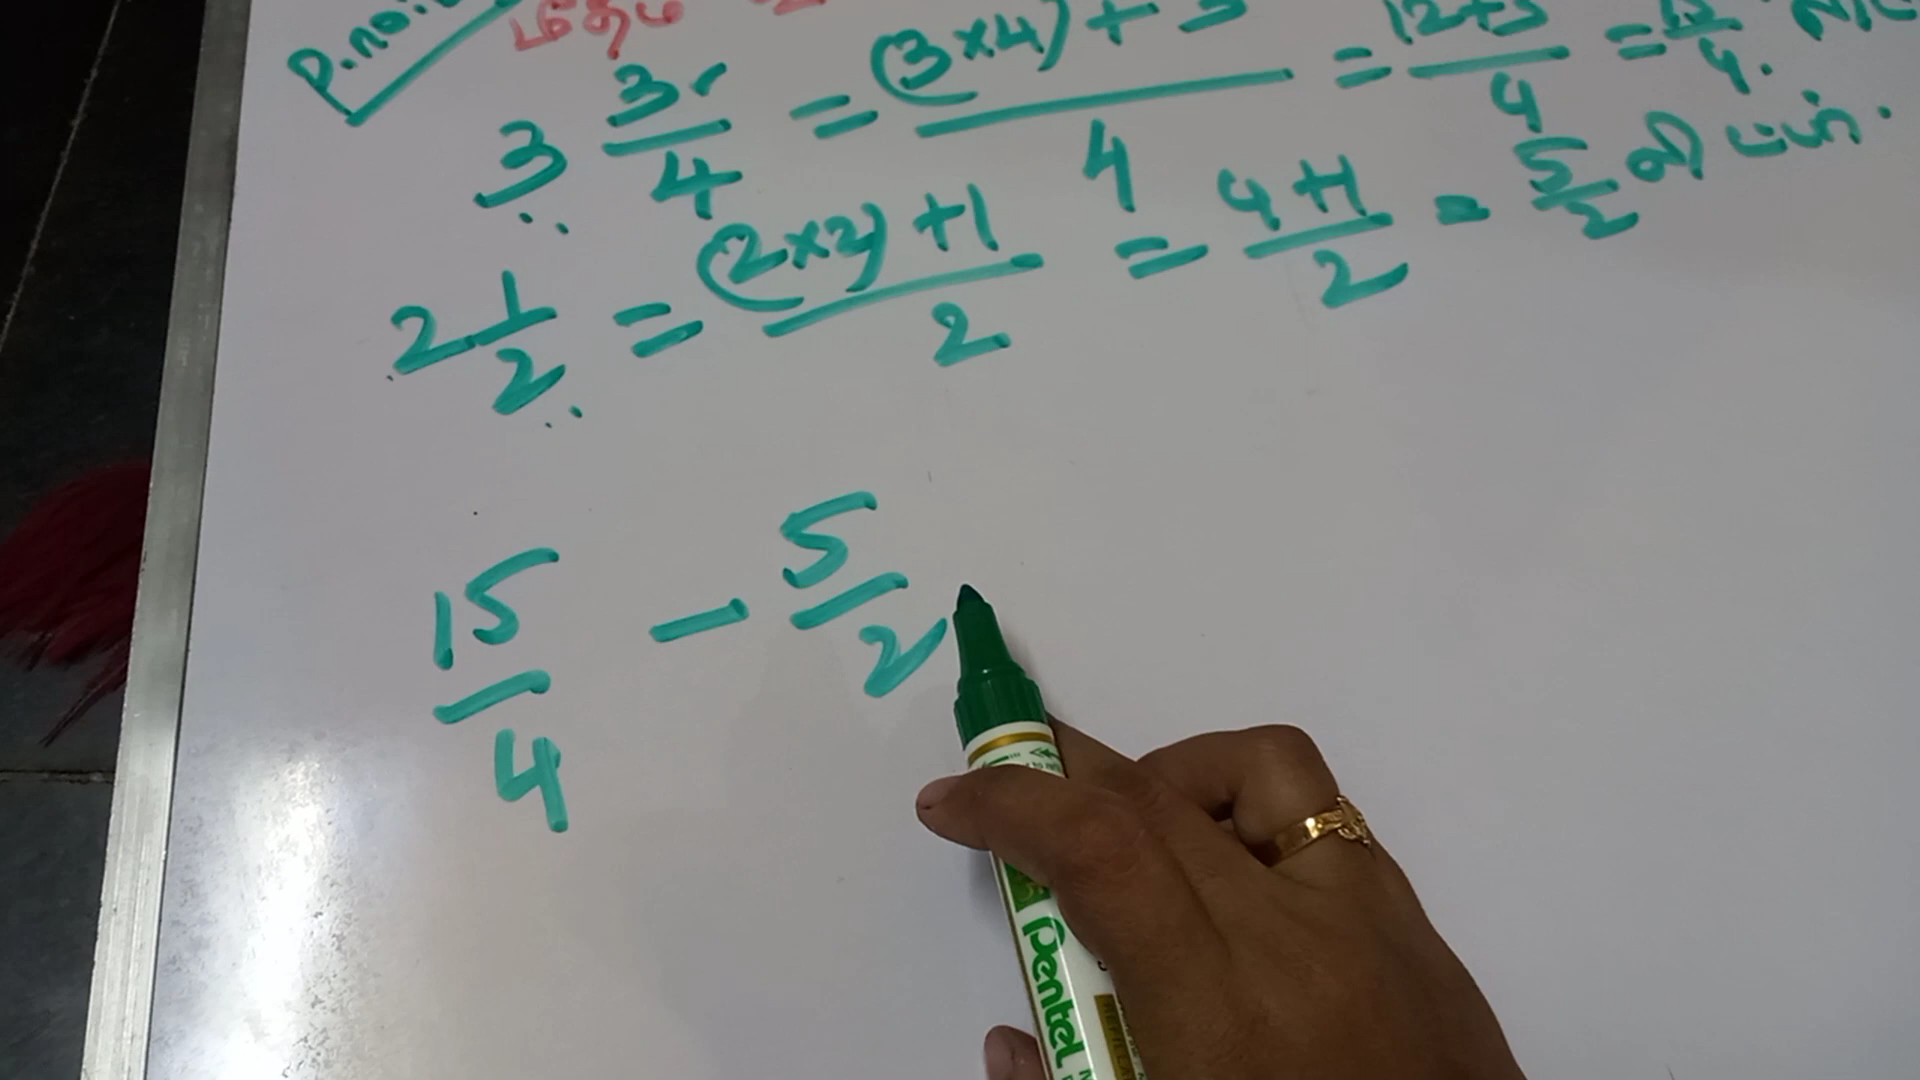 3 3/4 = (3×4)+3/4 = 12+3/4 = 15/4.
2 1/2 = (2×2)+1/2 = 4+1/2 = 5/2
15/4 - 5/2
Pentel